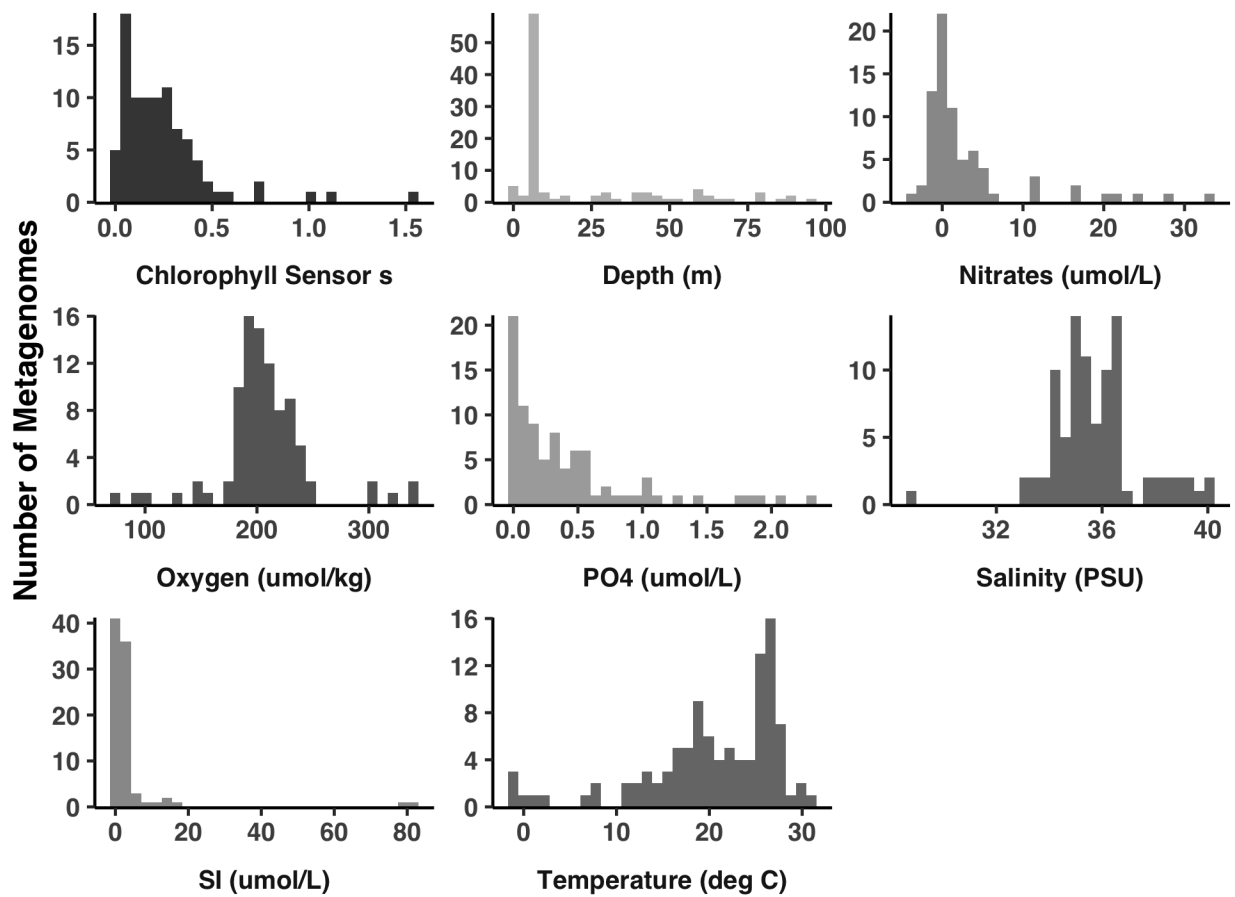 Number of Metagenomes
15
10
5
0
0.0 0.5 1.0 1.5
Chlorophyll Sensor s
50
40
30
20
10
0
0 25 50 75 100
Depth (m)
20
15
10
5
0
0 10 20 30
Nitrates (umol/L)
16
12
8
4
0
100 200 300
Oxygen (umol/kg)
20
15
10
5
0
0.0 0.5 1.0 1.5 2.0
PO4 (umol/L)
10
5
0
32 36 40
Salinity (PSU)
40
30
20
10
0
0 20 40 60 80
SI (umol/L)
16
12
8
4
0
0 10 20 30
Temperature (deg C)